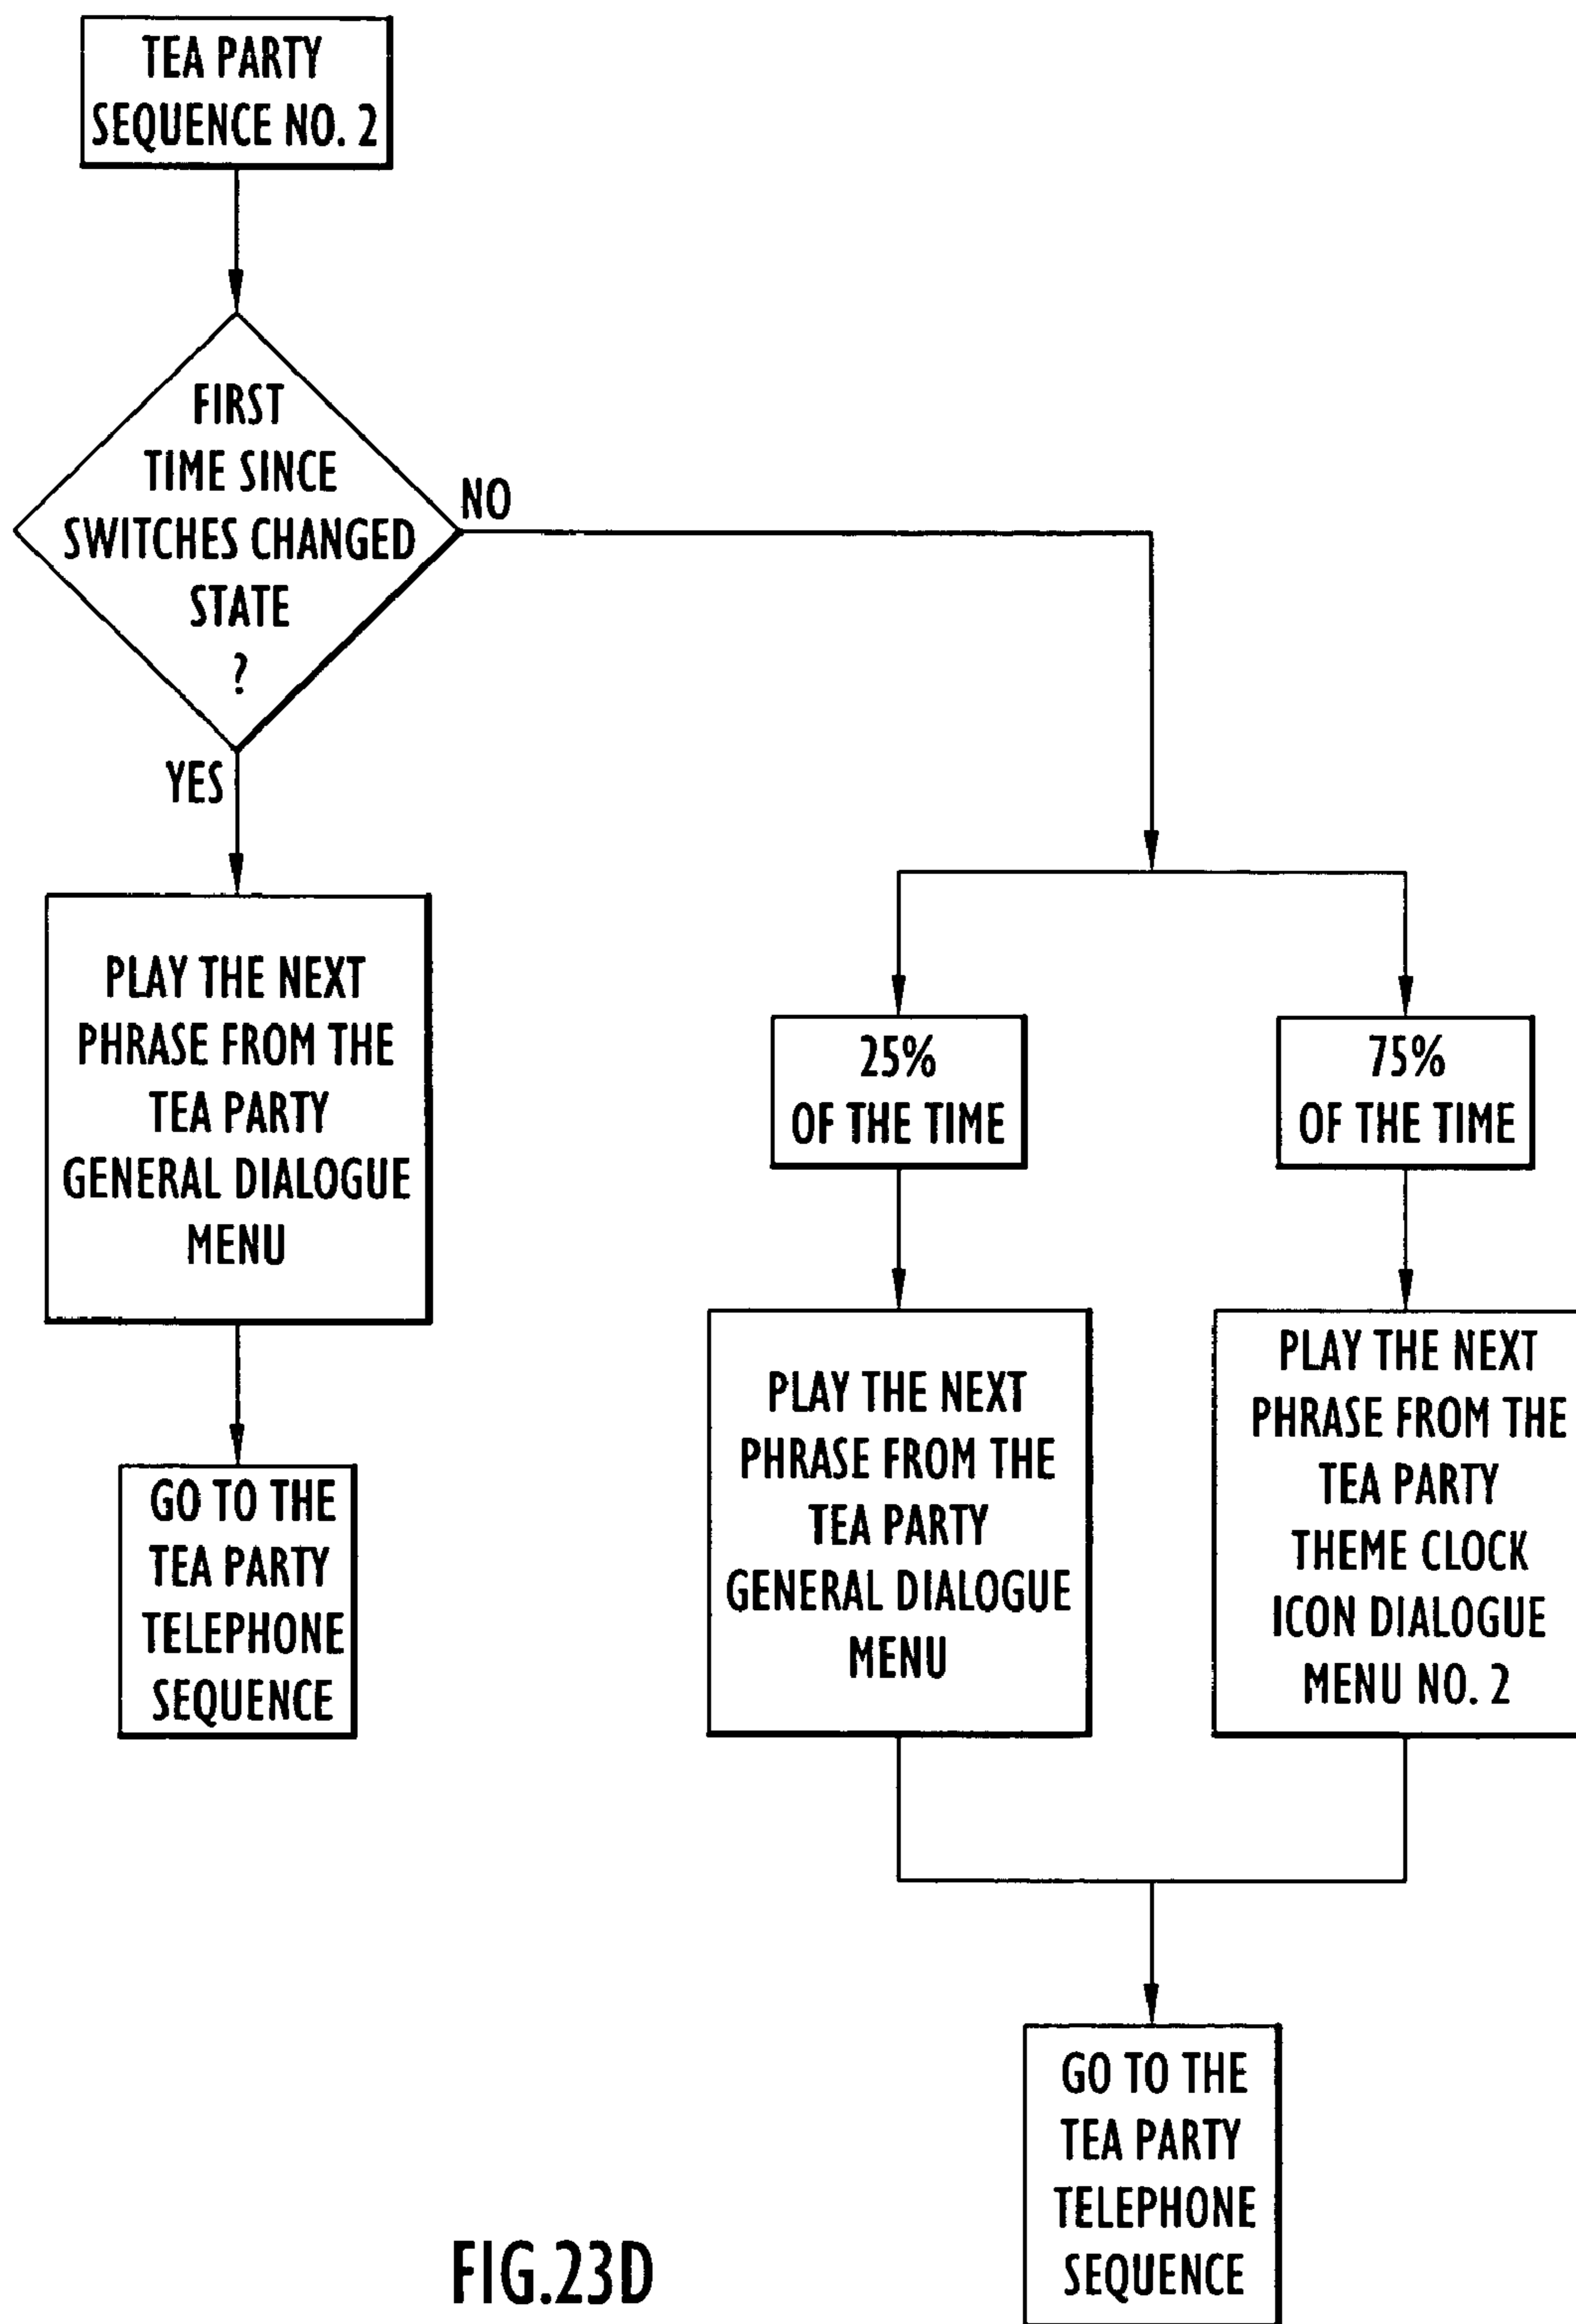 TEA PARTY
SEQUENCE NO. 2
FIRST
TIME SINCE
SWITCHES CHANGED
STATE
?
NO
YES
PLAY THE NEXT
PHRASE FROM THE
TEA PARTY
GENERAL DIALOGUE
MENU
GO TO THE
TEA PARTY
TELEPHONE
SEQUENCE
25%
OF THE TIME
75%
OF THE TIME
PLAY THE NEXT
PHRASE FROM THE
TEA PARTY
GENERAL DIALOGUE
MENU
PLAY THE NEXT
PHRASE FROM THE
TEA PARTY
THEME CLOCK
ICON DIALOGUE
MENU NO. 2
GO TO THE
TEA PARTY
TELEPHONE
SEQUENCE
FIG.23D